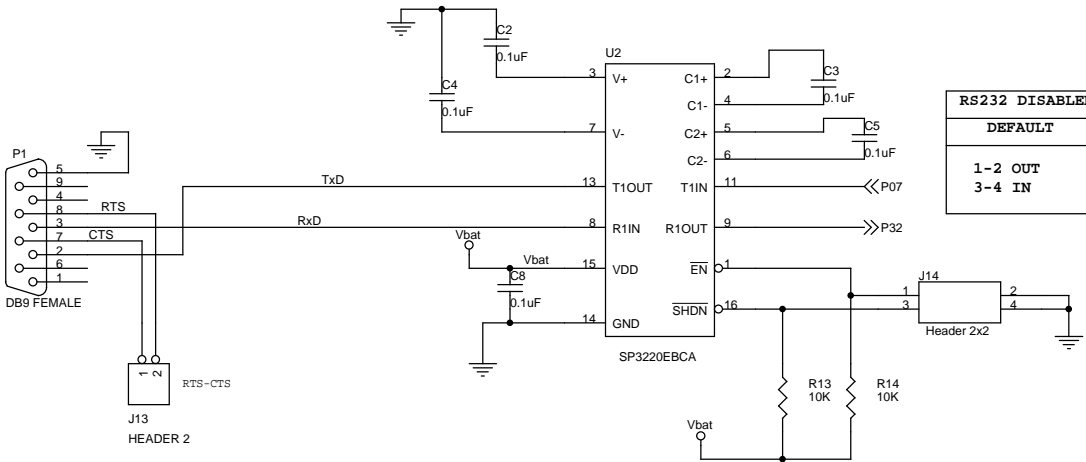 C2
0.1uF
C4
0.1uF
U2
3 V+
7 V-
13 T1OUT
8 R1IN
15 VDD
14 GND
C1+ 2
C1- 4
C2+ 5
C2- 6
T1IN 11
R1OUT 9
EN 1
SHDN 16
SP3220EBCA
C3
0.1uF
C5
0.1uF
P07
P32
RS232 DISABLE
DEFAULT
1-2 OUT
3-4 IN
P1
5
9
4
8
3
7
2
6
1
DB9 FEMALE
RTS
CTS
TxD
RxD
Vbat
Vbat
C8
0.1uF
J14
1
3
2
4
Header 2x2
1
2
RTS-CTS
J13
HEADER 2
R13
10K
R14
10K
Vbat